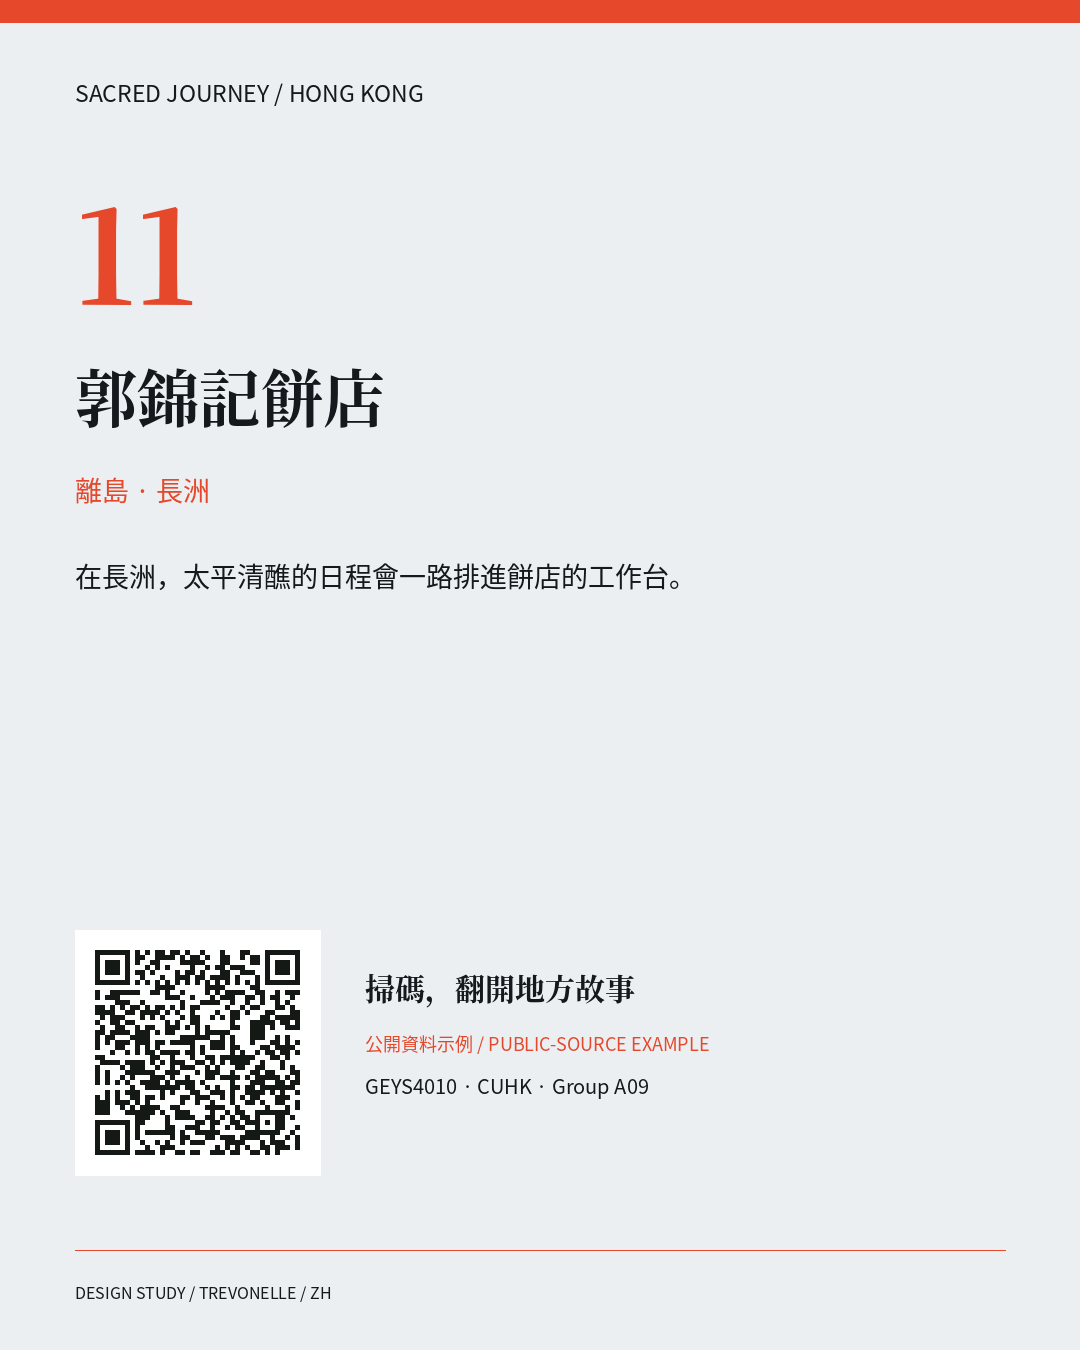 SACRED JOURNEY / HONG KONG
11
郭錦記餅店
離島 · 長洲
在長洲，太平清醮的日程會一路排進餅店的工作台。
掃碼，翻開地方故事
公開資料示例 / PUBLIC-SOURCE EXAMPLE
GEYS4010 · CUHK · Group A09
DESIGN STUDY / TREVONELLE / ZH